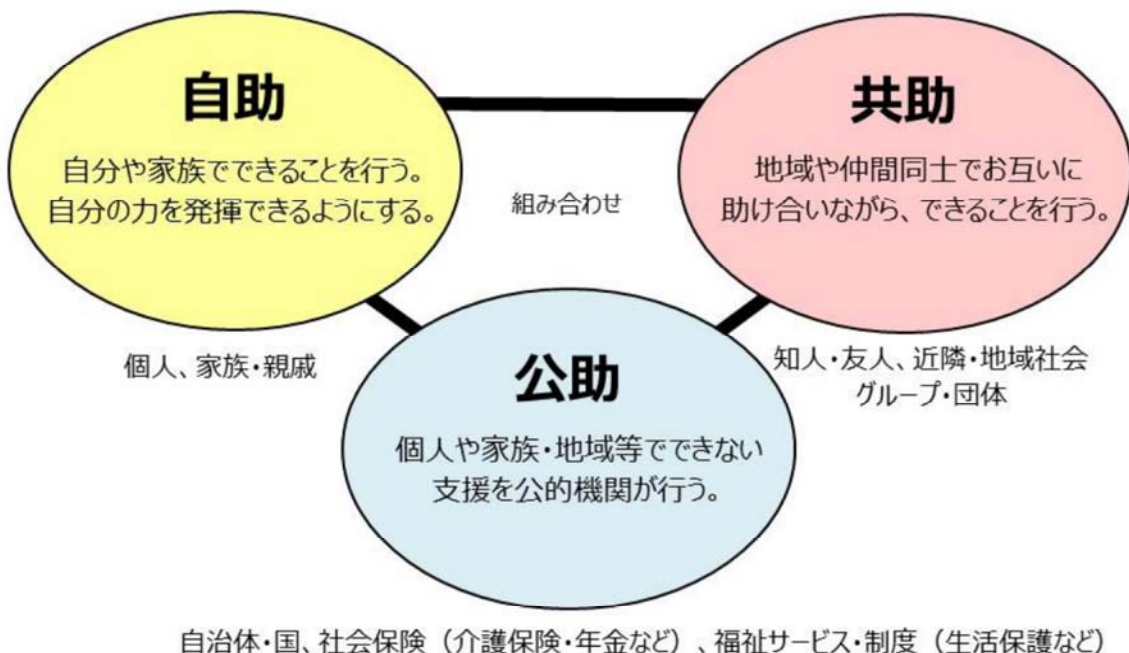 自助
自分や家族でできることを行う。
自分の力を発揮できるようにする。
共助
地域や仲間同士でお互いに
助け合いながら、できることを行う。
組み合わせ
個人、家族・親戚
知人・友人、近隣・地域社会
グループ・団体
公助
個人や家族・地域等でできない
支援を公的機関が行う。
自治体・国、社会保険（介護保険・年金など）、福祉サービス・制度（生活保護など）